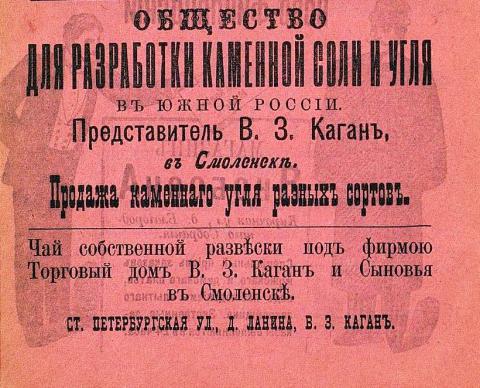 ОБЩЕСТВО
ДЛЯ РАЗРАБОТКИ КАМЕННОЙ СОЛИ И УГЛЯ
ВЪ ЮЖНОЙ РОССІИ.
Представитель В. З. Каганъ,
въ Смоленскѣ.
Продажа каменнаго угля разныхъ сортовъ.
Чай собственной развѣски подъ фирмою
Торговый домъ В. З. Каганъ и Сыновья
въ Смоленскѣ.
СТ. ПЕТЕРБУРГСКАЯ УЛ., Д. ЛАНИНА, В. З. КАГАНЪ.